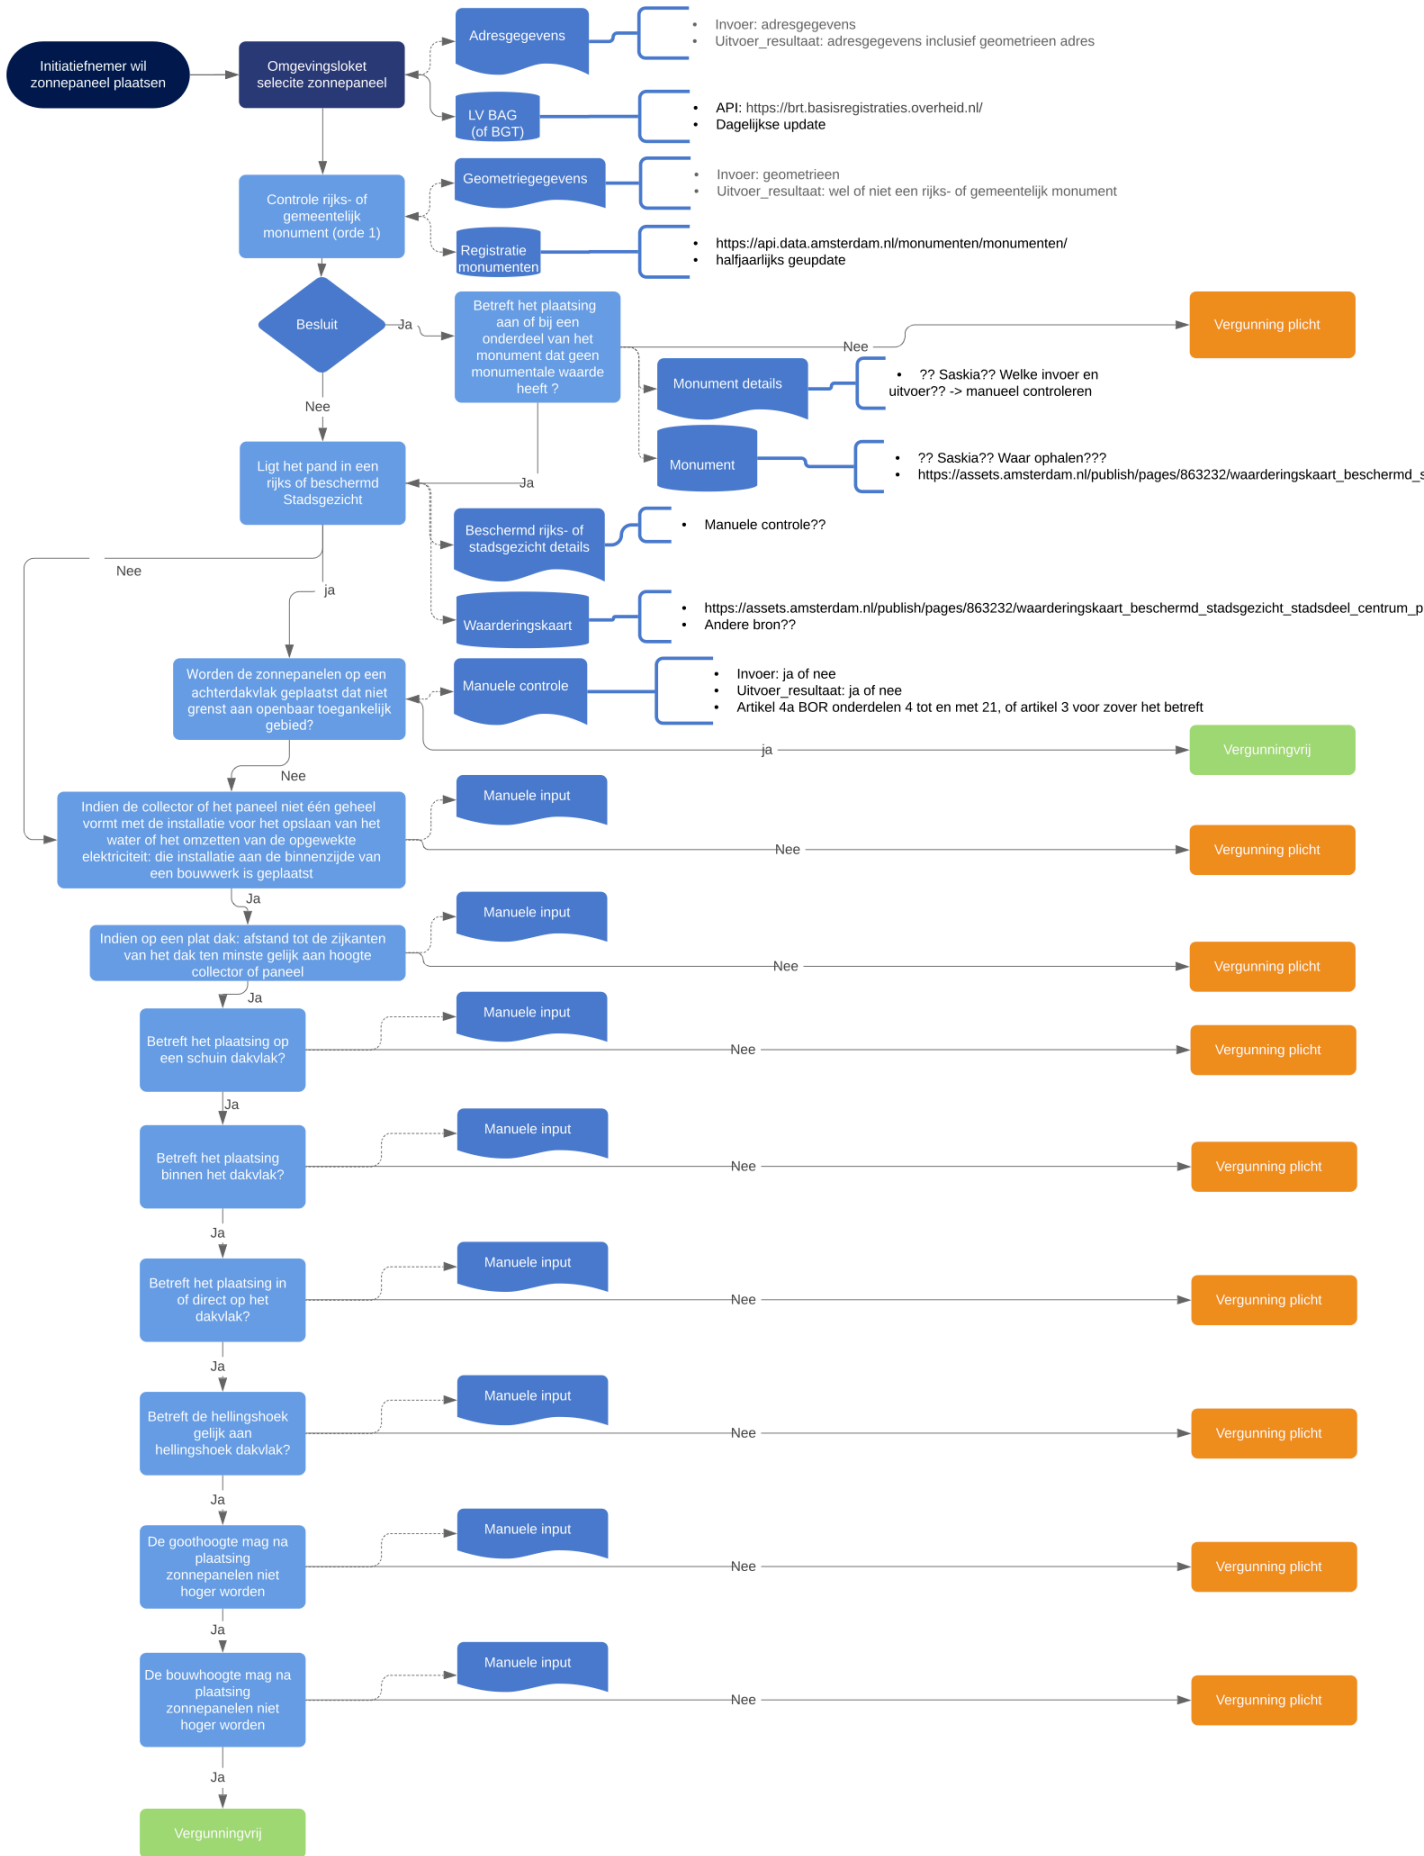 Initiatiefnemer wil
zonnepaneel plaatsen
Omgevingsloket
selecite zonnepaneel
Adresgegevens
• Invoer: adresgegevens
• Uitvoer_resultaat: adresgegevens inclusief geometrieen adres
LV BAG
(of BGT)
• API: https://brt.basisregistraties.overheid.nl/
• Dagelijkse update
Controle rijks- of
gemeentelijk
monument (orde 1)
Geometriegegevens
• Invoer: geometrieen
• Uitvoer_resultaat: wel of niet een rijks- of gemeentelijk monument
Registratie
monumenten
• https://api.data.amsterdam.nl/monumenten/monumenten/
• halfjaarlijks geupdate
Besluit
Ja
Betreft het plaatsing
aan of bij een
onderdeel van het
monument dat geen
monumentale waarde
heeft ?
Nee
Vergunning plicht
Monument details
• ?? Saskia?? Welke invoer en
uitvoer?? -> manueel controleren
Nee
Monument
• ?? Saskia?? Waar ophalen???
• https://assets.amsterdam.nl/publish/pages/863232/waarderingskaart_beschermd_s
Ligt het pand in een
rijks of beschermd
Stadsgezicht
Ja
Beschermd rijks- of
stadsgezicht details
• Manuele controle??
Nee
ja
Waarderingskaart
• https://assets.amsterdam.nl/publish/pages/863232/waarderingskaart_beschermd_stadsgezicht_stadsdeel_centrum_p
• Andere bron??
Worden de zonnepanelen op een
achterdakvlak geplaatst dat niet
grenst aan openbaar toegankelijk
gebied?
Manuele controle
• Invoer: ja of nee
• Uitvoer_resultaat: ja of nee
• Artikel 4a BOR onderdelen 4 tot en met 21, of artikel 3 voor zover het betreft
ja
Vergunningvrij
Nee
Indien de collector of het paneel niet één geheel
vormt met de installatie voor het opslaan van het
water of het omzetten van de opgewekte
elektriciteit: die installatie aan de binnenzijde van
een bouwwerk is geplaatst
Manuele input
Nee
Vergunning plicht
Ja
Indien op een plat dak: afstand tot de zijkanten
van het dak ten minste gelijk aan hoogte
collector of paneel
Manuele input
Nee
Vergunning plicht
Ja
Betreft het plaatsing op
een schuin dakvlak?
Manuele input
Nee
Vergunning plicht
Ja
Betreft het plaatsing
binnen het dakvlak?
Manuele input
Nee
Vergunning plicht
Ja
Betreft het plaatsing in
of direct op het
dakvlak?
Manuele input
Nee
Vergunning plicht
Ja
Betreft de hellingshoek
gelijk aan
hellingshoek dakvlak?
Manuele input
Nee
Vergunning plicht
Ja
De goothoogte mag na
plaatsing
zonnepanelen niet
hoger worden
Manuele input
Nee
Vergunning plicht
Ja
De bouwhoogte mag na
plaatsing
zonnepanelen niet
hoger worden
Manuele input
Nee
Vergunning plicht
Ja
Vergunningvrij